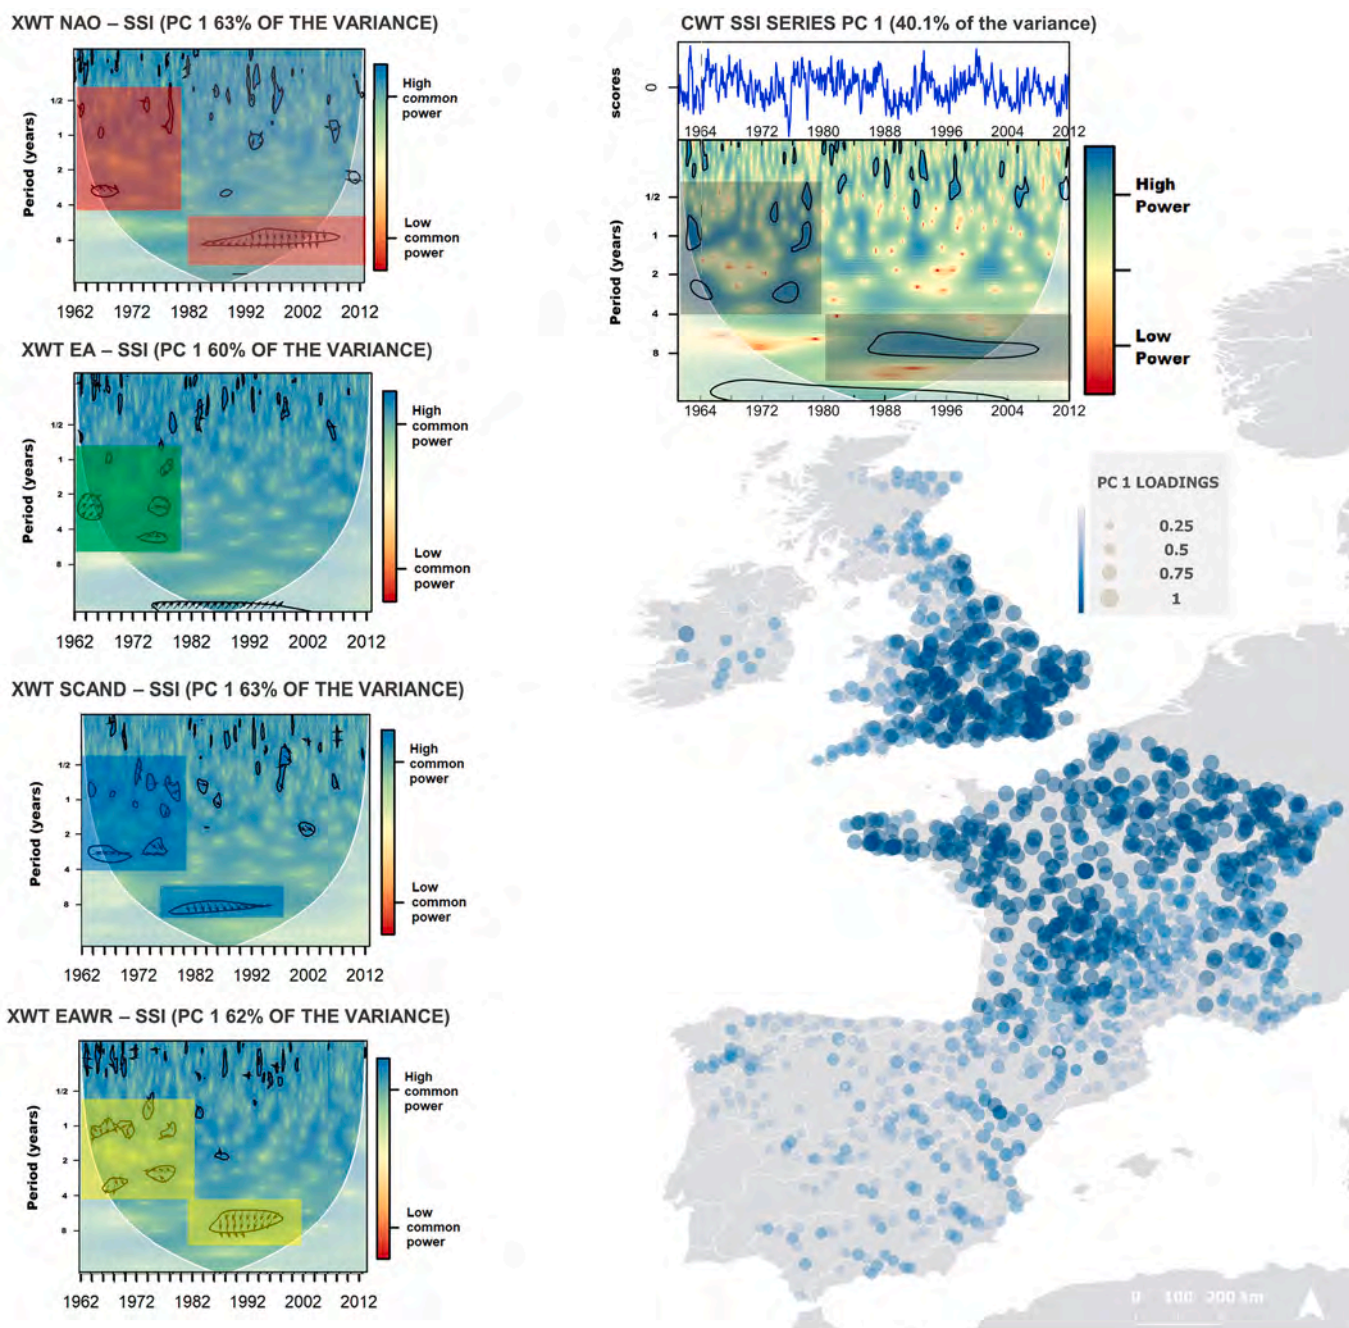 XWT NAO – SSI (PC 1 63% OF THE VARIANCE)
Period (years)
1/2
1
2
4
8
1962 1972 1982 1992 2002 2012
High
common
power
Low
common
power
XWT EA – SSI (PC 1 60% OF THE VARIANCE)
Period (years)
1/2
1
2
4
8
1962 1972 1982 1992 2002 2012
High
common
power
Low
common
power
XWT SCAND – SSI (PC 1 63% OF THE VARIANCE)
Period (years)
1/2
1
2
4
8
1962 1972 1982 1992 2002 2012
High
common
power
Low
common
power
XWT EAWR – SSI (PC 1 62% OF THE VARIANCE)
Period (years)
1/2
1
2
4
8
1962 1972 1982 1992 2002 2012
High
common
power
Low
common
power
CWT SSI SERIES PC 1 (40.1% of the variance)
scores
0
1964 1972 1980 1988 1996 2004 2012
Period (years)
1/2
1
2
4
8
1964 1972 1980 1988 1996 2004 2012
High
Power
Low
Power
PC 1 LOADINGS
0.25
0.5
0.75
1
0 100 200 km